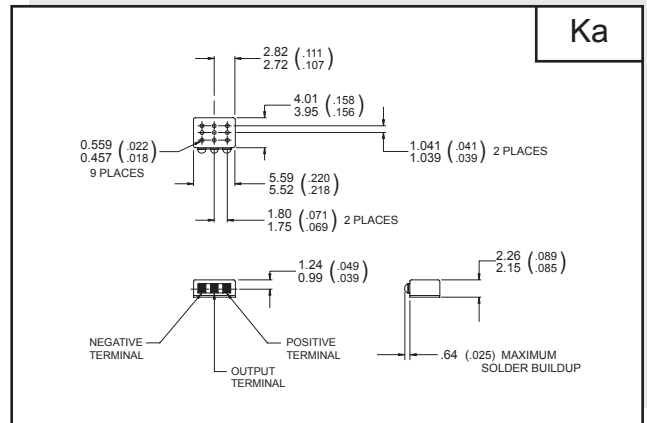 Ka
2.82 (.111
2.72 .107)
4.01 (.158
3.95 .156)
0.559 (.022
0.457 .018)
9 PLACES
1.041 (.041
1.039 .039) 2 PLACES
5.59 (.220
5.52 .218)
1.80 (.071
1.75 .069) 2 PLACES
1.24 (.049
0.99 .039)
2.26 (.089
2.15 .085)
NEGATIVE
TERMINAL
POSITIVE
TERMINAL
OUTPUT
TERMINAL
.64 (.025) MAXIMUM
SOLDER BUILDUP